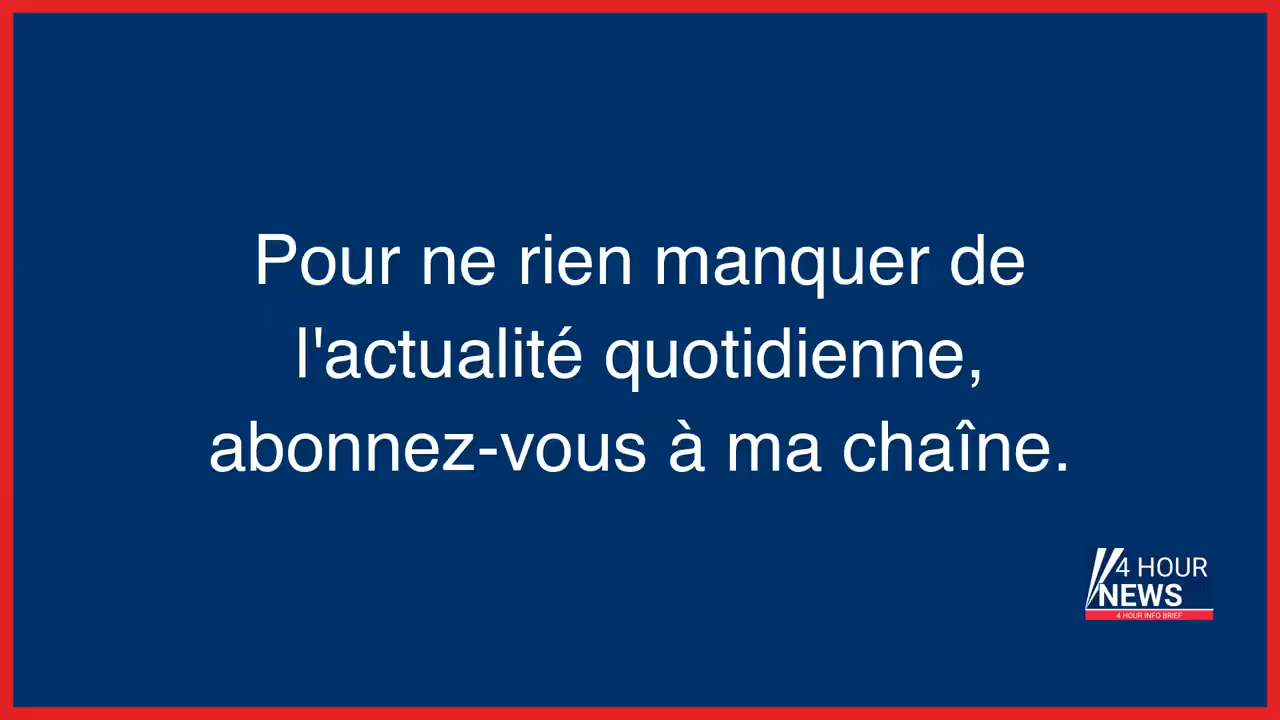 Pour ne rien manquer de
l'actualité quotidienne,
abonnez-vous à ma chaîne.
4 HOUR
NEWS
4 HOUR INFO BRIEF